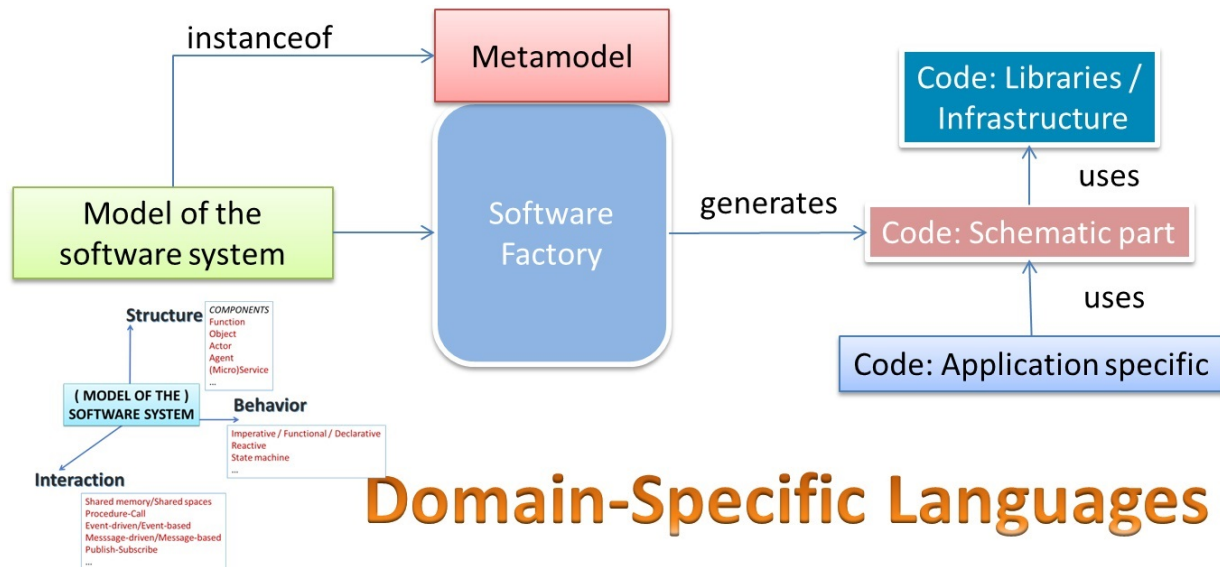 instanceof
Metamodel
Code: Libraries /
Infrastructure
uses
Model of the
software system
Software
Factory
generates
Code: Schematic part
uses
Code: Application specific
Structure
COMPONENTS
Function
Object
Actor
Agent
(Micro)Service
...
( MODEL OF THE )
SOFTWARE SYSTEM
Behavior
Imperative / Functional / Declarative
Reactive
State machine
...
Interaction
Shared memory/Shared spaces
Procedure-Call
Event-driven/Event-based
Messsage-driven/Message-based
Publish-Subscribe
...
Domain-Specific Languages